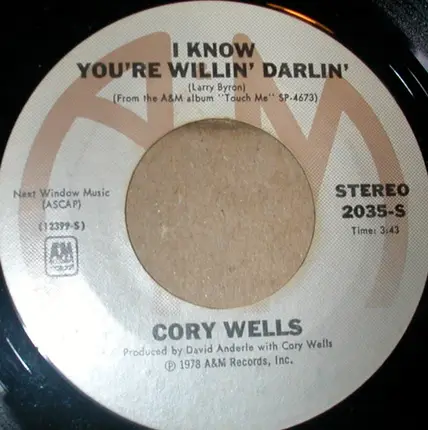 I KNOW
YOU'RE WILLIN' DARLIN'
(Larry Byron)
(From the A&M album "Touch Me" SP-4673)
Next Window Music
(ASCAP)
(12399-S)
A&M
STEREO
2035-S
Time: 3:43
CORY WELLS
Produced by David Anderle with Cory Wells
℗ 1978 A&M Records, Inc.